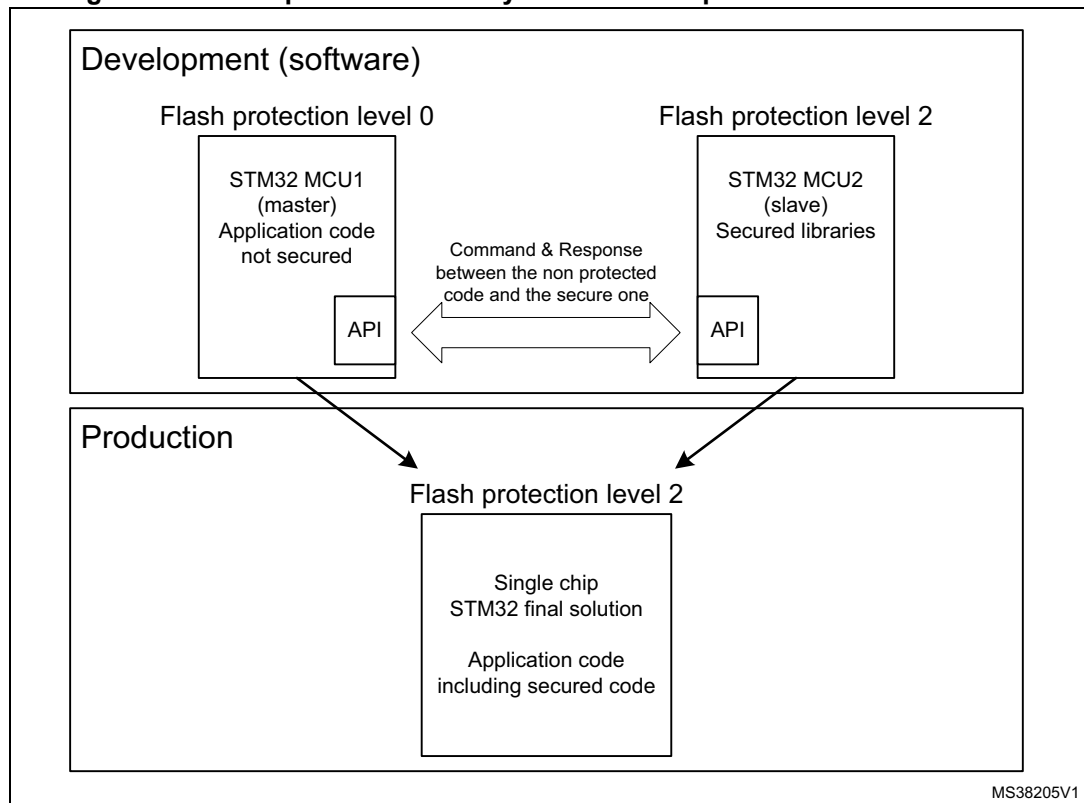 Development (software)
Flash protection level 0
Flash protection level 2
STM32 MCU1
(master)
Application code
not secured
API
Command & Response
between the non protected
code and the secure one
STM32 MCU2
(slave)
Secured libraries
API
Production
Flash protection level 2
Single chip
STM32 final solution
Application code
including secured code
MS38205V1